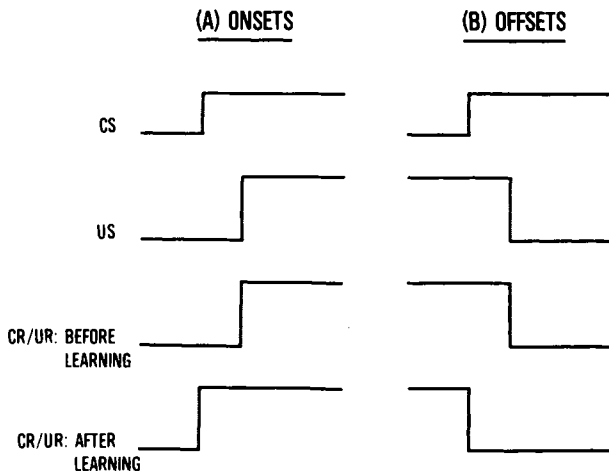 (A) ONSETS
(B) OFFSETS
CS
US
CR/UR: BEFORE
LEARNING
CR/UR: AFTER
LEARNING